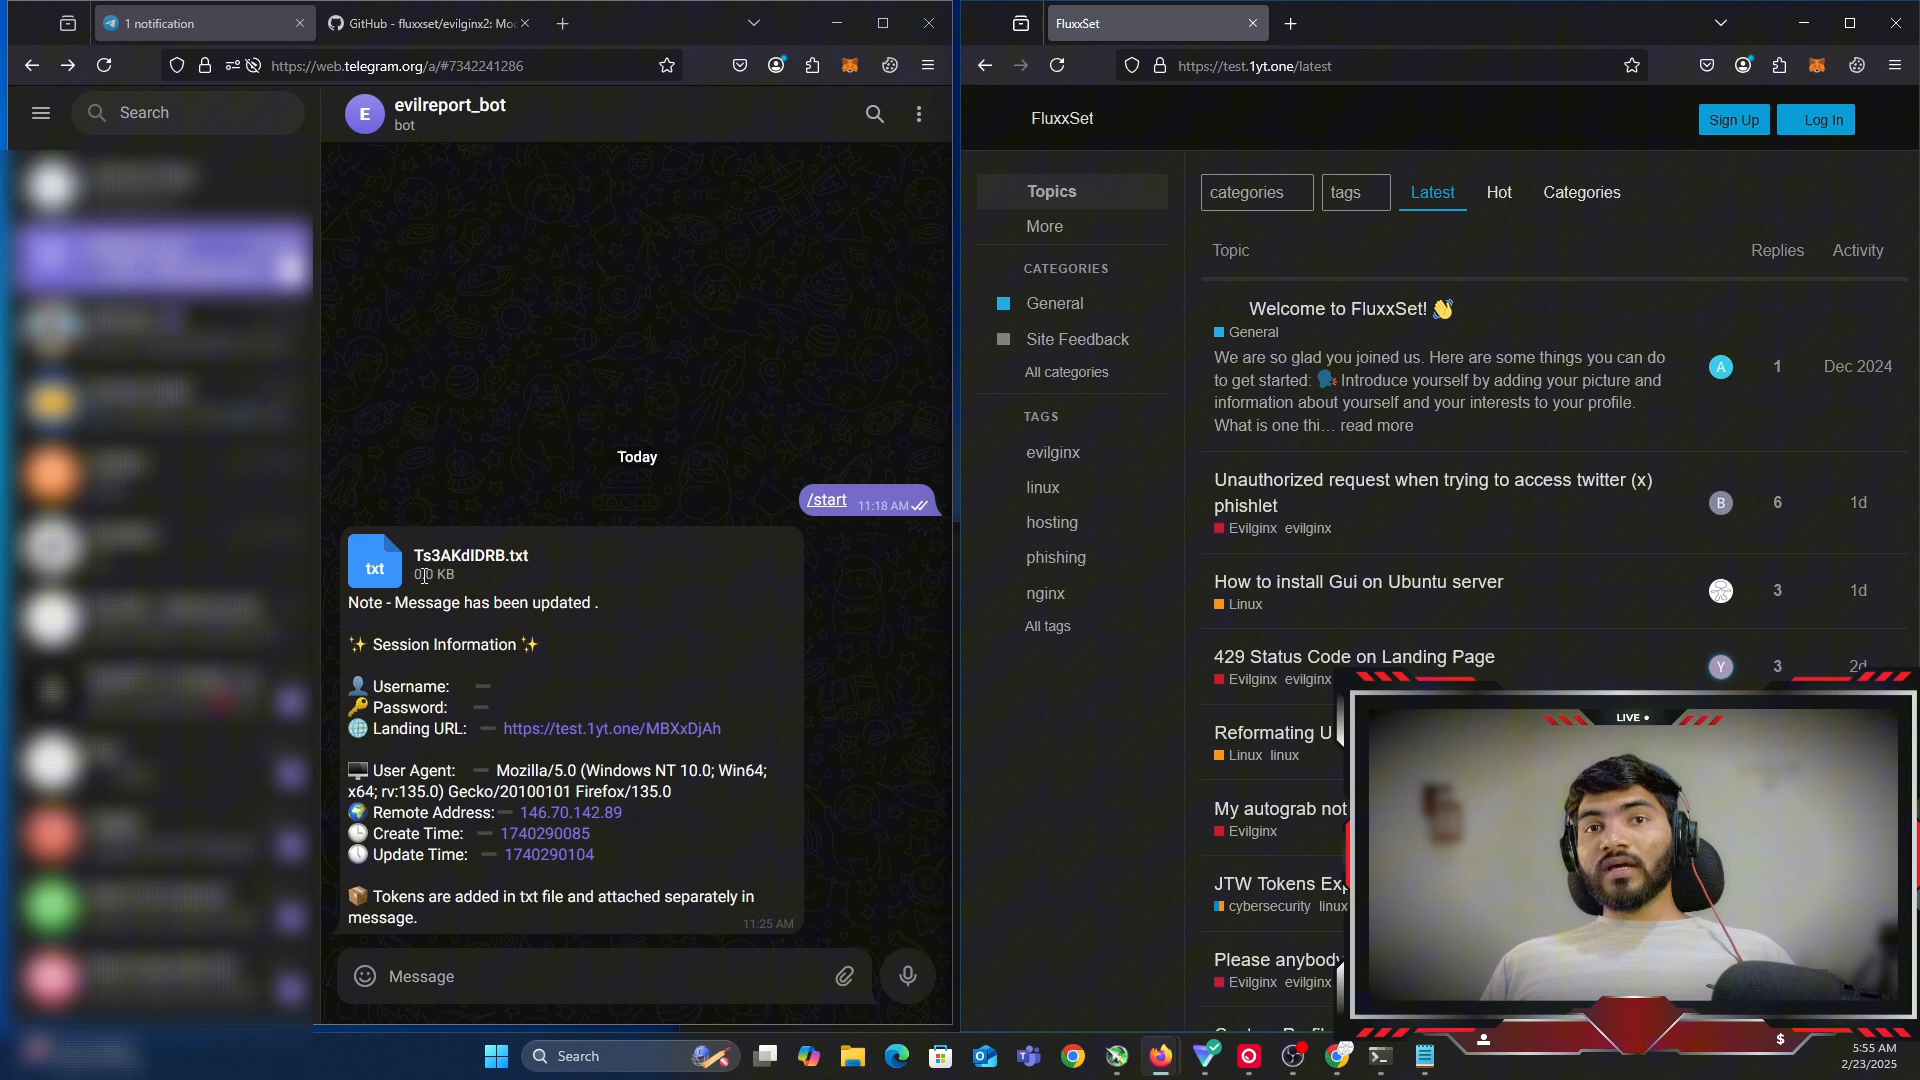 1 notification
GitHub - fluxxset/evilginx2: Mo
https://web.telegram.org/a/#7342241286
Search
E
evilreport_bot
bot
Today
/start 11:18 AM
txt
Ts3AKdIDRB.txt
0.0 KB
Note - Message has been updated .
✨ Session Information ✨
👤 Username: —
🔑 Password: —
🌐 Landing URL: — https://test.1yt.one/MBXxDjAh
🖥️ User Agent: — Mozilla/5.0 (Windows NT 10.0; Win64;
x64; rv:135.0) Gecko/20100101 Firefox/135.0
🌍 Remote Address: — 146.70.142.89
🕒 Create Time: — 1740290085
🕔 Update Time: — 1740290104
📦 Tokens are added in txt file and attached separately in
message.
11:25 AM
Message
FluxxSet
https://test.1yt.one/latest
FluxxSet
Sign Up
Log In
Topics
More
CATEGORIES
General
Site Feedback
All categories
TAGS
evilginx
linux
hosting
phishing
nginx
All tags
categories
tags
Latest
Hot
Categories
Topic
Replies
Activity
Welcome to FluxxSet! 👋
General
We are so glad you joined us. Here are some things you can do
to get started: 🗣️ Introduce yourself by adding your picture and
information about yourself and your interests to your profile.
What is one thi… read more
A
1
Dec 2024
Unauthorized request when trying to access twitter (x)
phishlet
Evilginx evilginx
B
6
1d
How to install Gui on Ubuntu server
Linux
3
1d
429 Status Code on Landing Page
Evilginx evilginx
Y
3
2d
Reformating U
Linux linux
My autograb not
Evilginx
JTW Tokens Exp
cybersecurity linux
Please anybody
Evilginx evilginx
LIVE
$
Search
5:55 AM
2/23/2025